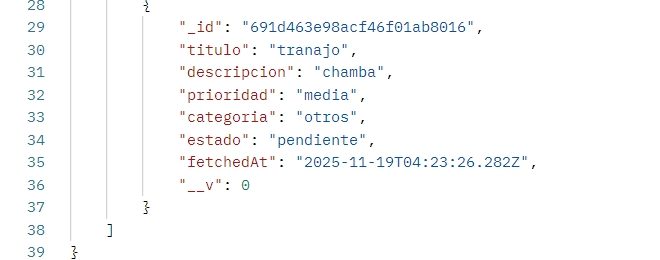 28 {
29 "_id": "691d463e98acf46f01ab8016",
30 "titulo": "tranajo",
31 "descripcion": "chamba",
32 "prioridad": "media",
33 "categoria": "otros",
34 "estado": "pendiente",
35 "fetchedAt": "2025-11-19T04:23:26.282Z",
36 "__v": 0
37 }
38 ]
39 }